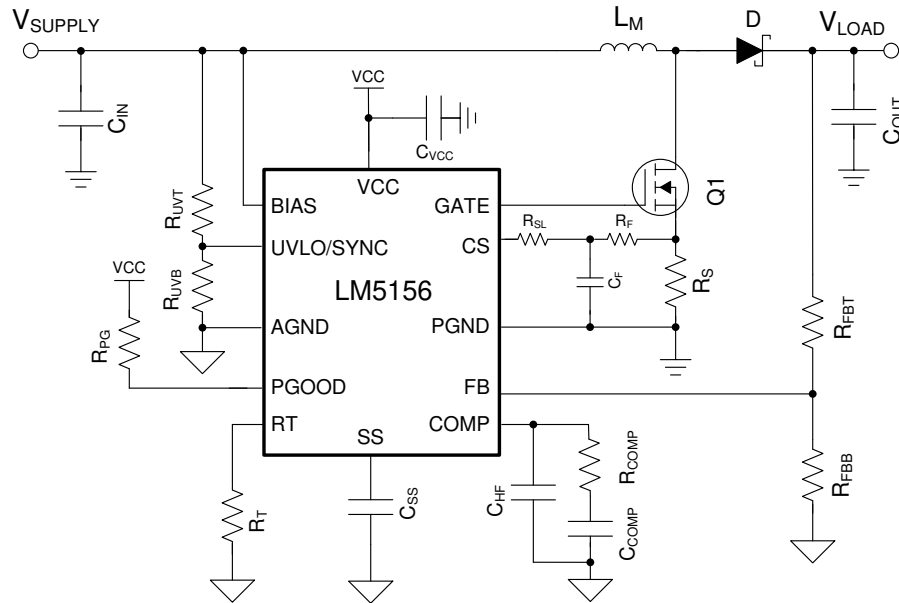 VSUPPLY
LM
D
VLOAD
CIN
VCC
CVCC
COUT
VCC
Q1
RUVT
BIAS
GATE
RSL
RF
UVLO/SYNC
CS
VCC
RUVB
LM5156
CF
RS
RPG
AGND
PGND
RFBT
PGOOD
FB
RT
COMP
SS
RCOMP
RFBB
RT
CSS
CHF
CCOMP